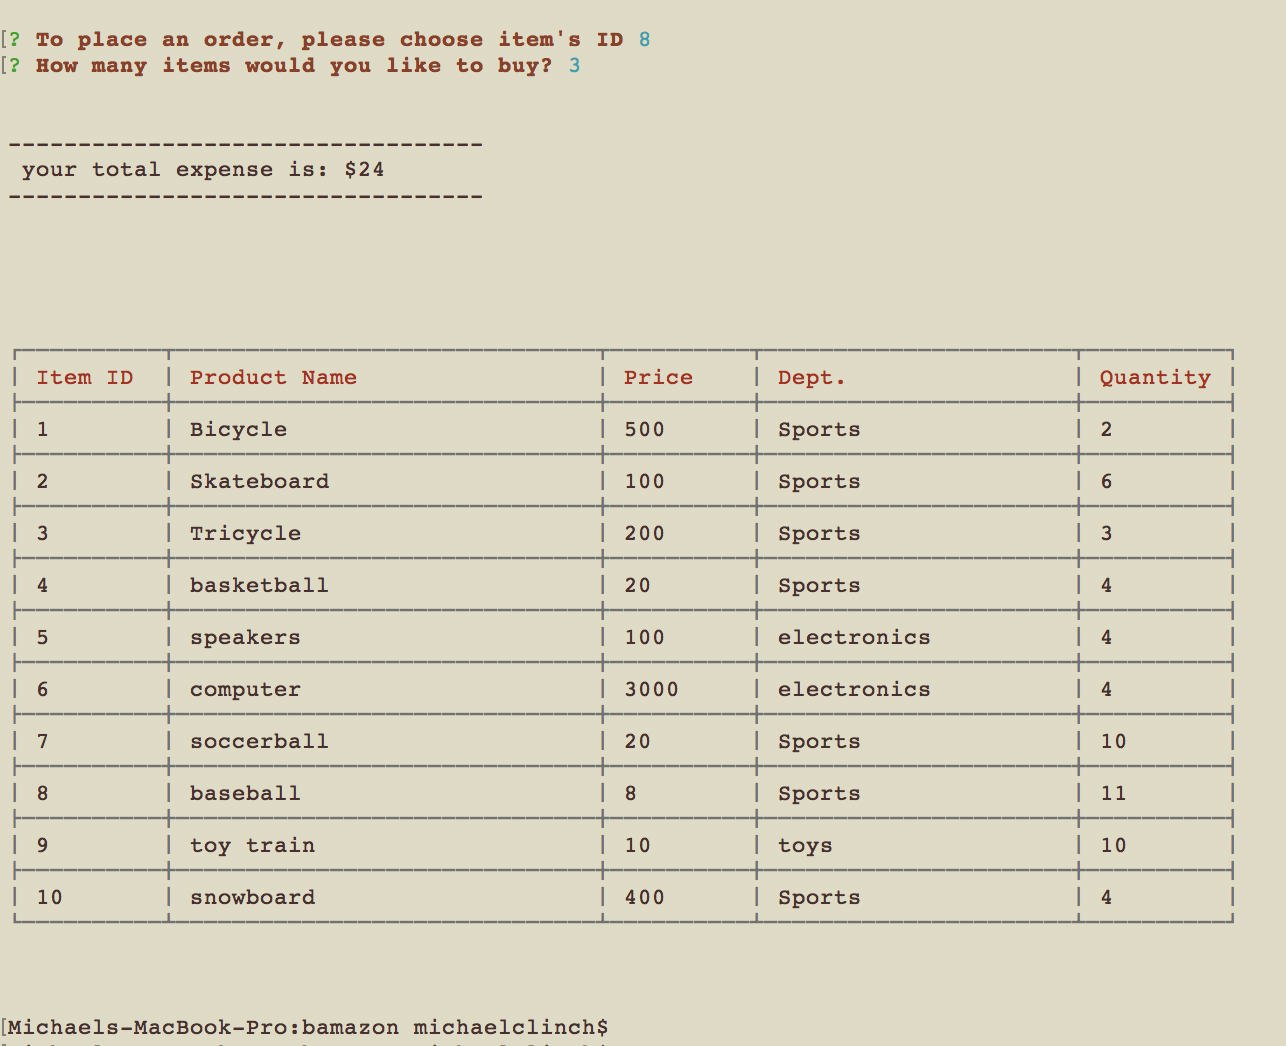 [? To place an order, please choose item's ID 8
[? How many items would you like to buy? 3
----------------------------------
your total expense is: $24
----------------------------------
Item ID Product Name Price Dept. Quantity
1 Bicycle 500 Sports 2
2 Skateboard 100 Sports 6
3 Tricycle 200 Sports 3
4 basketball 20 Sports 4
5 speakers 100 electronics 4
6 computer 3000 electronics 4
7 soccerball 20 Sports 10
8 baseball 8 Sports 11
9 toy train 10 toys 10
10 snowboard 400 Sports 4
[Michaels-MacBook-Pro:bamazon michaelclinch$